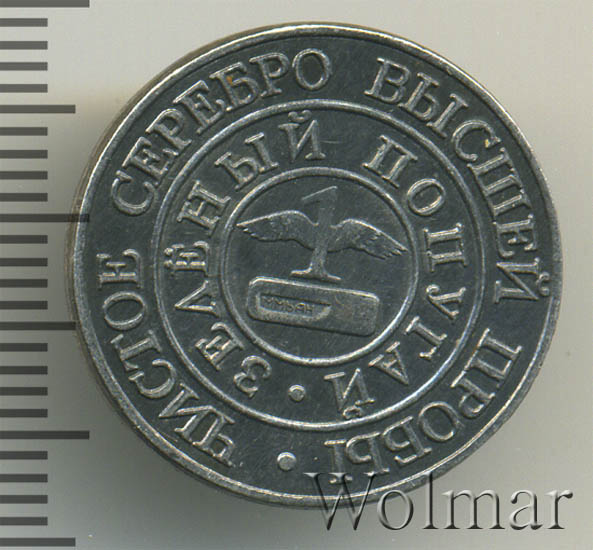 ЧИСТОЕ СЕРЕБРО ВЫСШЕЙ ПРОБЫ •
ЗЕЛЁНЫЙ ПОПУГАЙ •
1
Wolmar